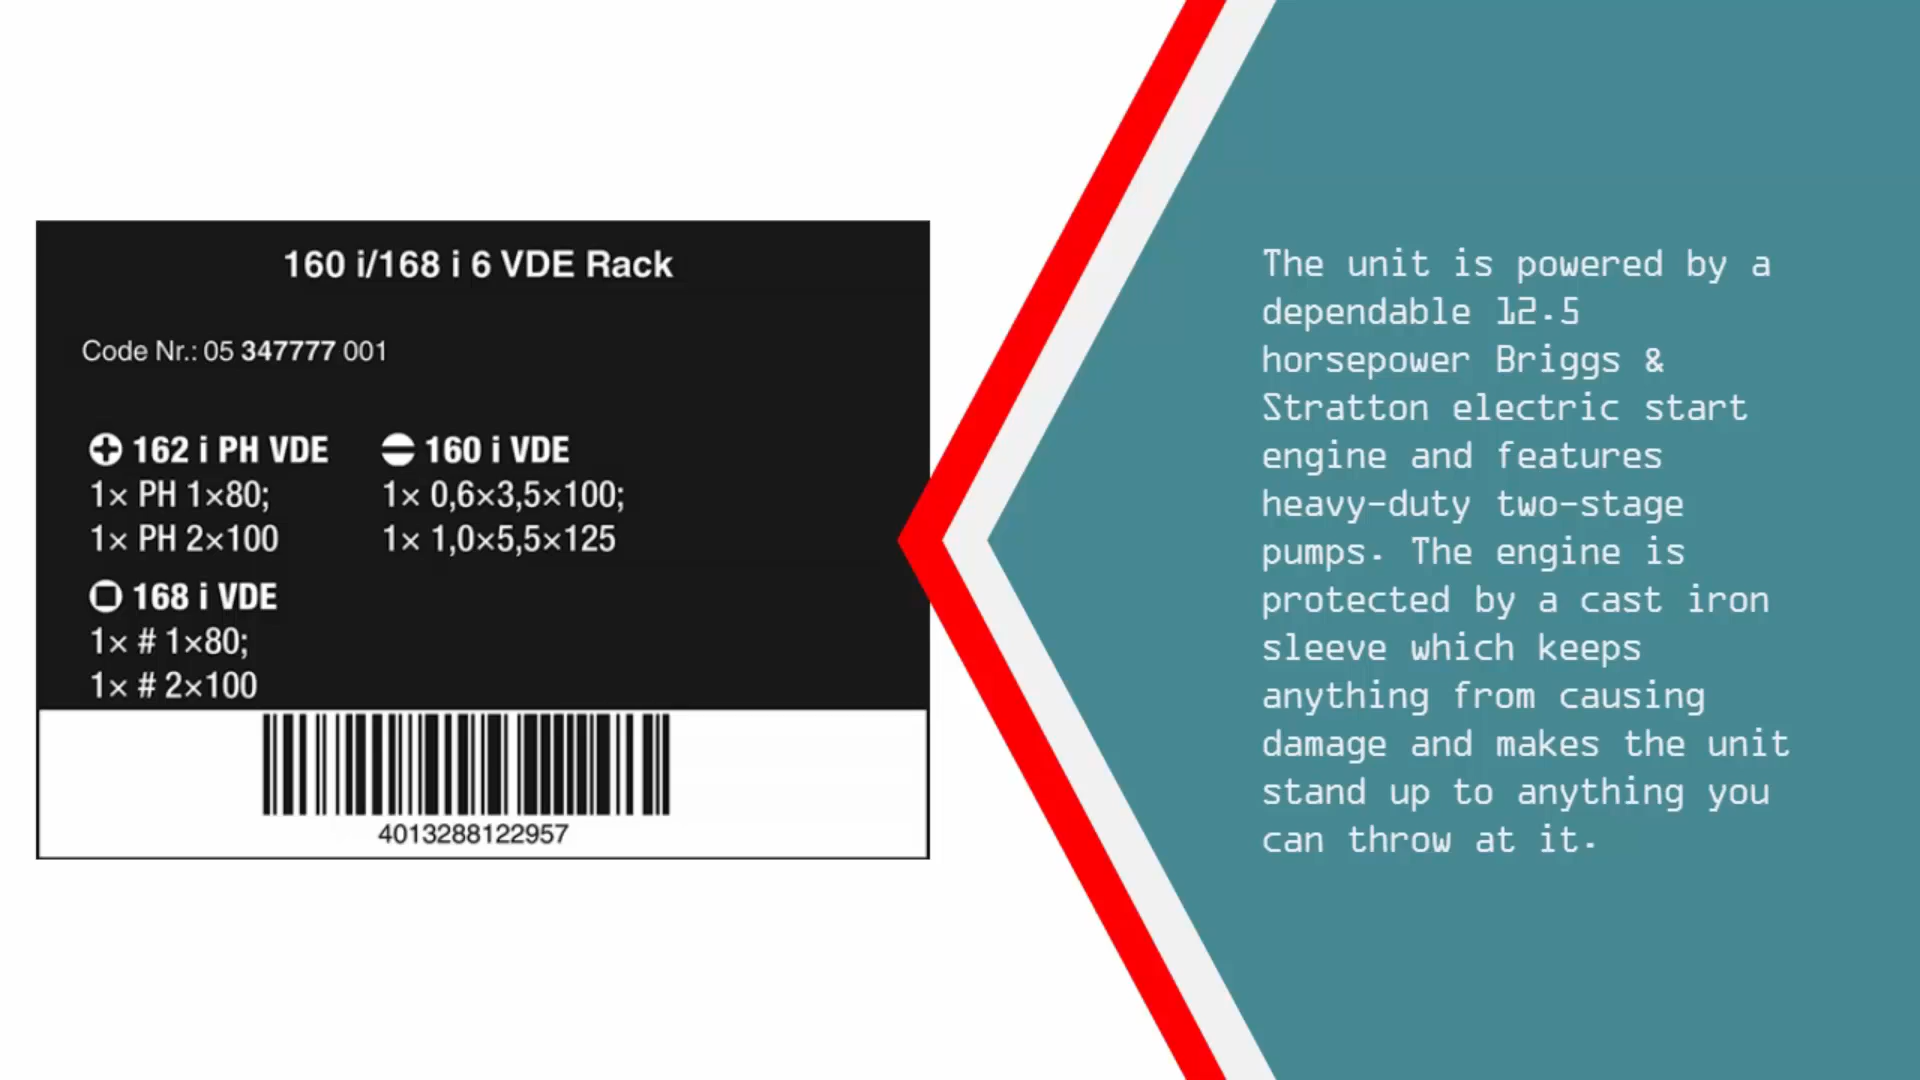 160 i/168 i 6 VDE Rack
Code Nr.: 05 347777 001
162 i PH VDE
1× PH 1×80;
1× PH 2×100
160 i VDE
1× 0,6×3,5×100;
1× 1,0×5,5×125
168 i VDE
1× # 1×80;
1× # 2×100
4013288122957
The unit is powered by a
dependable 12.5
horsepower Briggs &
Stratton electric start
engine and features
heavy-duty two-stage
pumps. The engine is
protected by a cast iron
sleeve which keeps
anything from causing
damage and makes the unit
stand up to anything you
can throw at it.